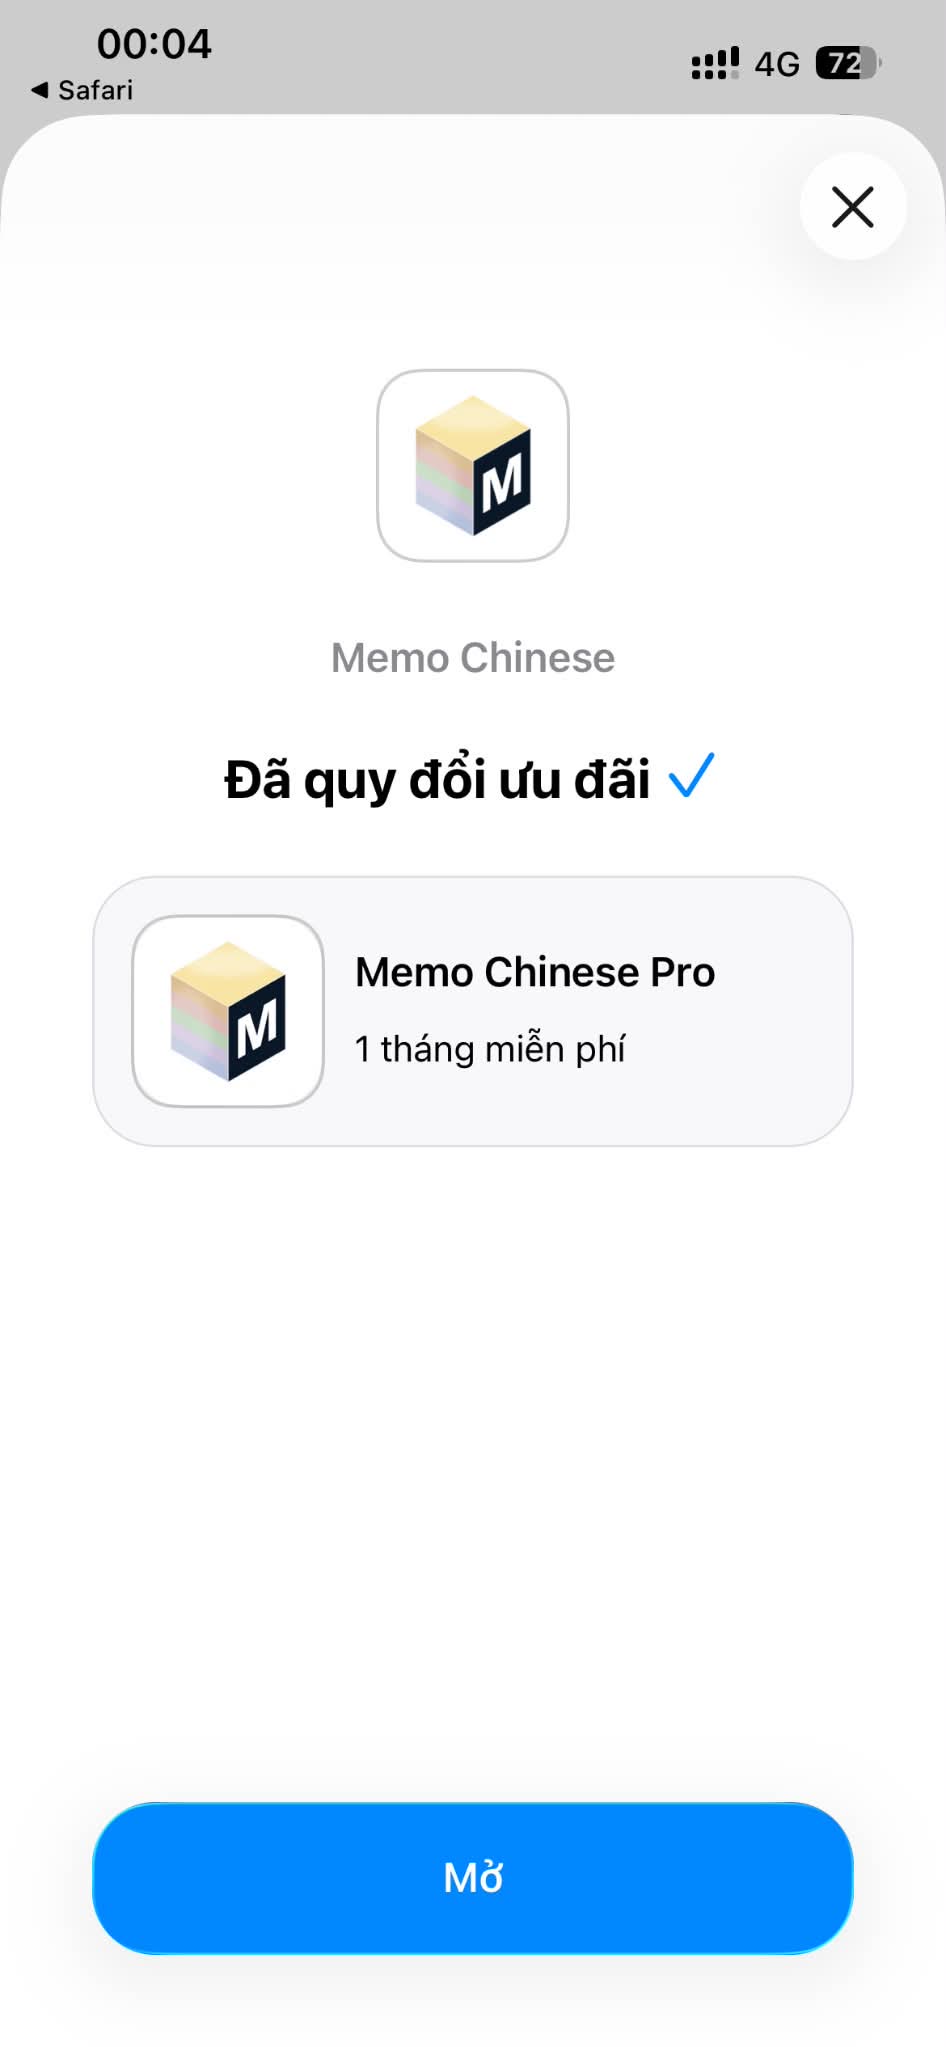 00:04
◀ Safari
4G
72
M
Memo Chinese
Đã quy đổi ưu đãi
M
Memo Chinese Pro
1 tháng miễn phí
Mở